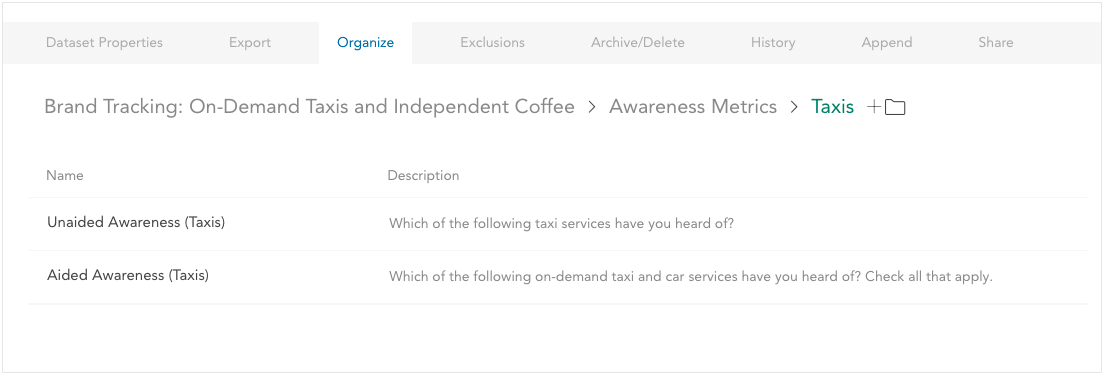 Dataset Properties Export Organize Exclusions Archive/Delete History Append Share
Brand Tracking: On-Demand Taxis and Independent Coffee > Awareness Metrics > Taxis +
Name Description
Unaided Awareness (Taxis) Which of the following taxi services have you heard of?
Aided Awareness (Taxis) Which of the following on-demand taxi and car services have you heard of? Check all that apply.